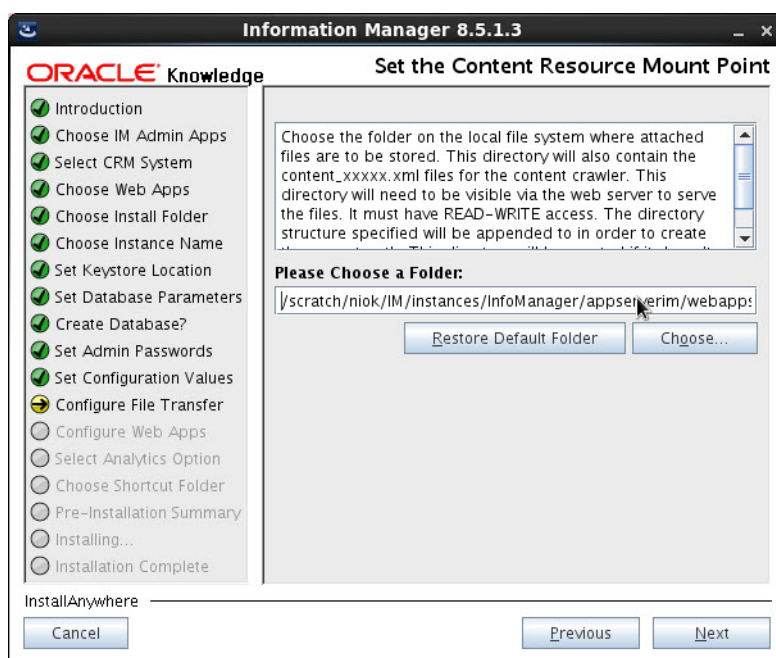 Information Manager 8.5.1.3
ORACLE Knowledge
Set the Content Resource Mount Point
Introduction
Choose IM Admin Apps
Select CRM System
Choose Web Apps
Choose Install Folder
Choose Instance Name
Set Keystore Location
Set Database Parameters
Create Database?
Set Admin Passwords
Set Configuration Values
Configure File Transfer
Configure Web Apps
Select Analytics Option
Choose Shortcut Folder
Pre-Installation Summary
Installing...
Installation Complete
Choose the folder on the local file system where attached
files are to be stored. This directory will also contain the
content_xxxxx.xml files for the content crawler. This
directory will need to be visible via the web server to serve
the files. It must have READ-WRITE access. The directory
structure specified will be appended to in order to create
Please Choose a Folder:
/scratch/niok/IM/instances/InfoManager/appserverim/webapps
Restore Default Folder
Choose...
InstallAnywhere
Cancel
Previous
Next